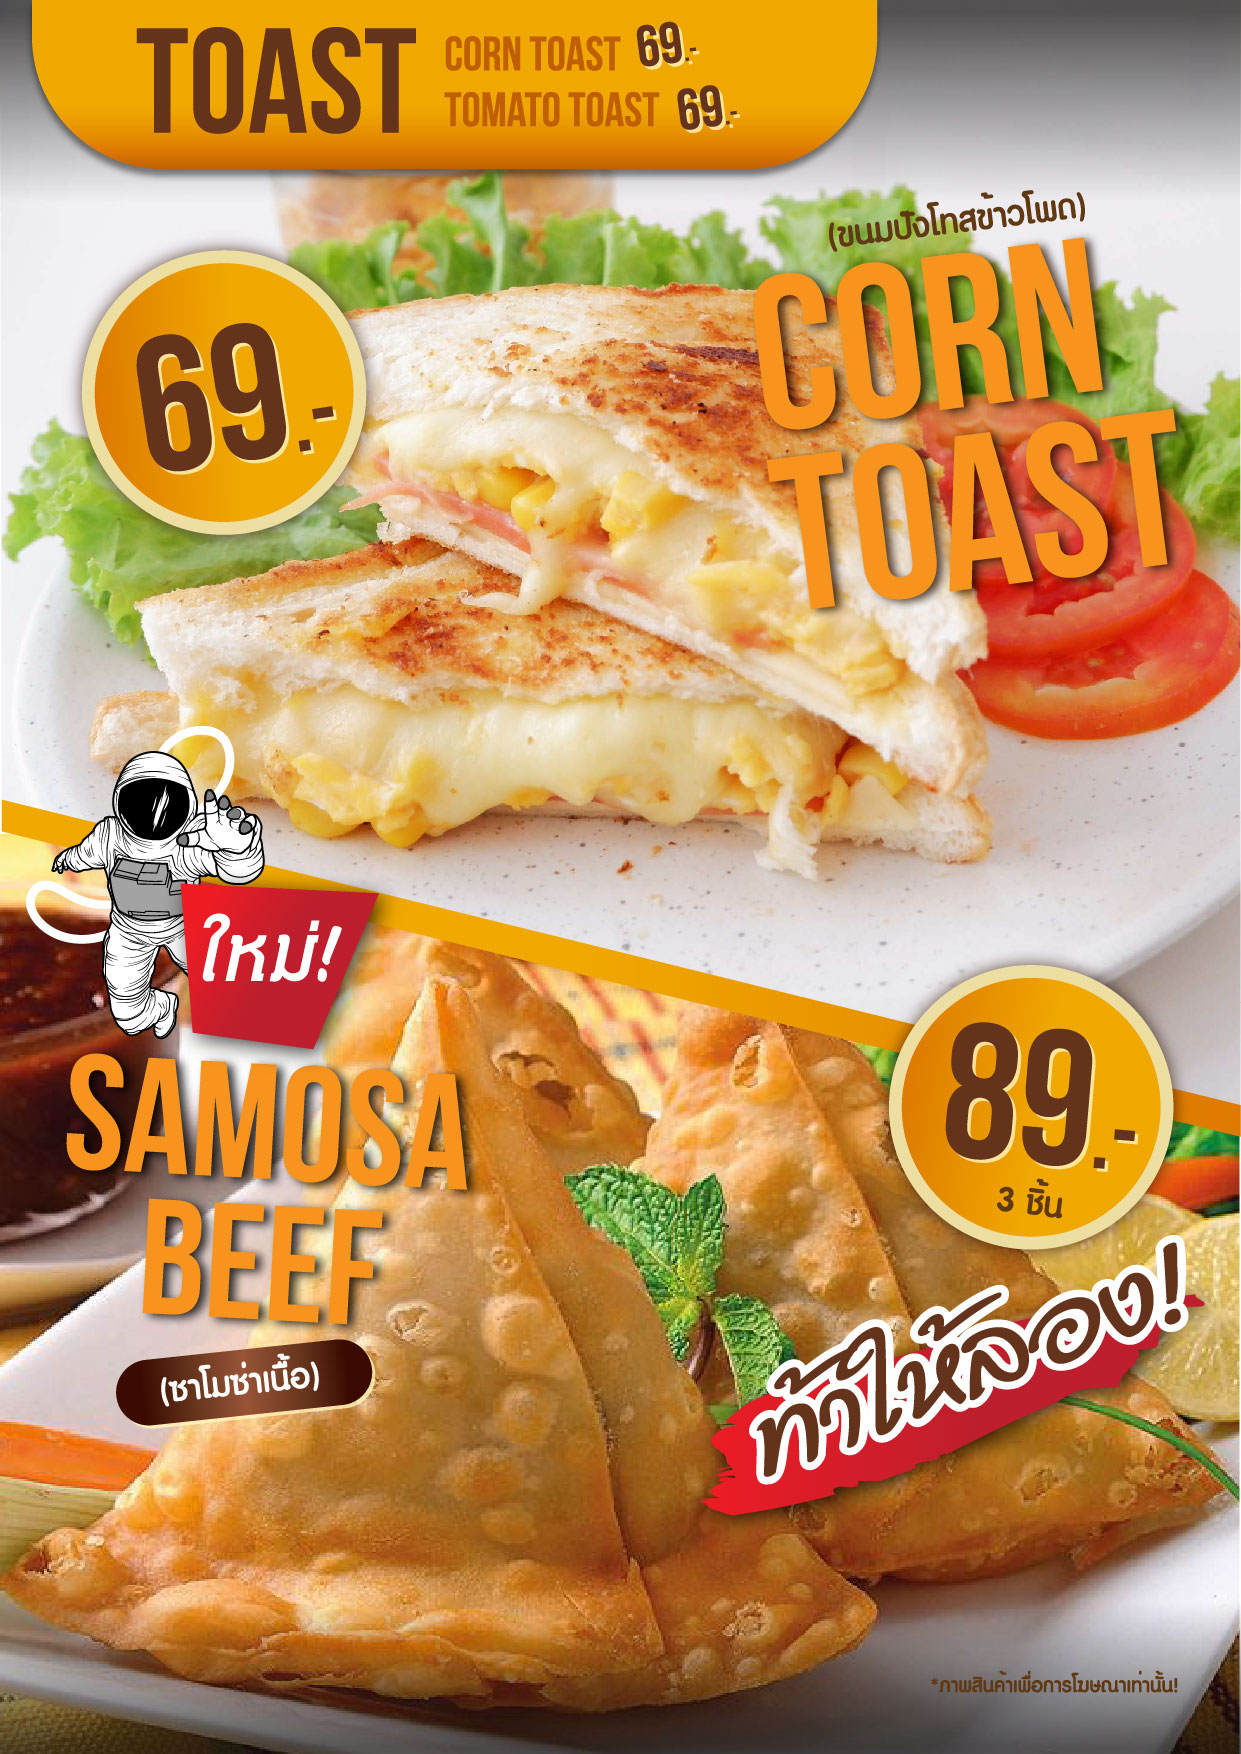 TOAST
CORN TOAST 69.-
TOMATO TOAST 69.-
(ขนมปังโทสข้าวโพด)
CORN
TOAST
69.-
ใหม่!
SAMOSA
BEEF
(ซาโมซ่าเนื้อ)
89.-
3 ชิ้น
ท้าให้ลอง!
*ภาพสินค้าเพื่อการโฆษณาเท่านั้น!